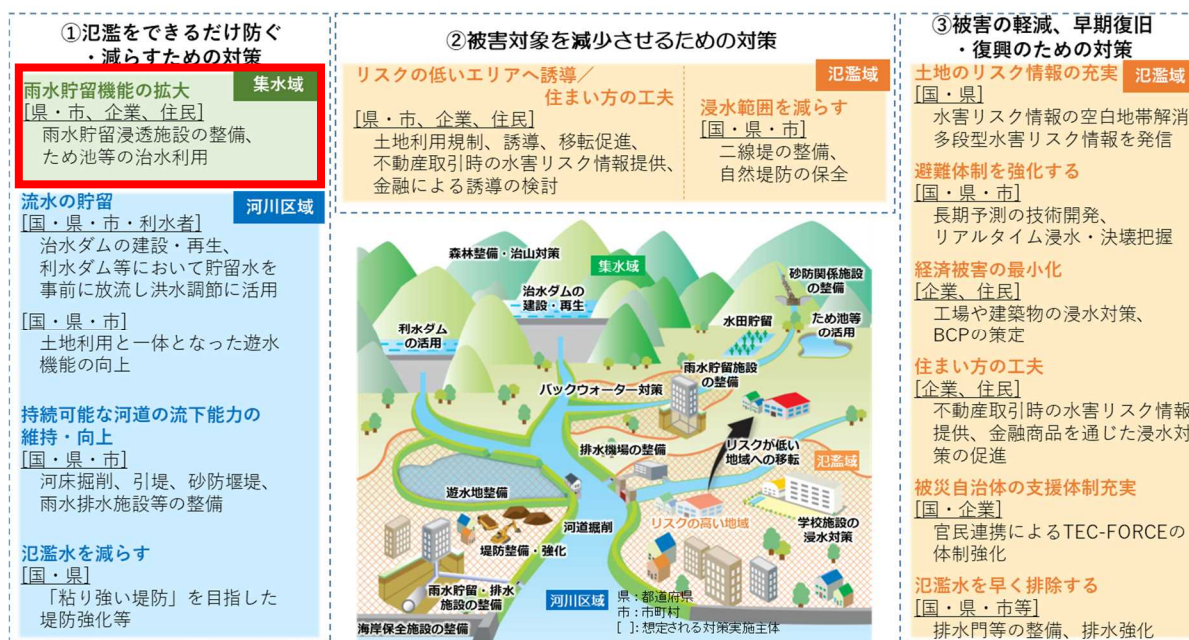 ①氾濫をできるだけ防ぐ
・減らすための対策
雨水貯留機能の拡大
集水域
[県・市、企業、住民]
雨水貯留浸透施設の整備、
ため池等の治水利用
流水の貯留
河川区域
[国・県・市・利水者]
治水ダムの建設・再生、
利水ダム等において貯留水を
事前に放流し洪水調節に活用
[国・県・市]
土地利用と一体となった遊水
機能の向上
持続可能な河道の流下能力の
維持・向上
[国・県・市]
河床掘削、引堤、砂防堰堤、
雨水排水施設等の整備
氾濫水を減らす
[国・県]
「粘り強い堤防」を目指した
堤防強化等
②被害対象を減少させるための対策
リスクの低いエリアへ誘導／
住まい方の工夫
氾濫域
[県・市、企業、住民]
土地利用規制、誘導、移転促進、
不動産取引時の水害リスク情報提供、
金融による誘導の検討
浸水範囲を減らす
[国・県・市]
二線堤の整備、
自然堤防の保全
森林整備・治山対策
集水域
治水ダムの
建設・再生
砂防関係施設
の整備
利水ダム
の活用
水田貯留
ため池等
の活用
雨水貯留施設
の整備
バックウォーター対策
排水機場の整備
リスクが低い
地域への移転
氾濫域
遊水地整備
河道掘削
リスクの高い地域
学校施設の
浸水対策
堤防整備・強化
雨水貯留・排水
施設の整備
河川区域
海岸保全施設の整備
県：都道府県
市：市町村
[ ]:想定される対策実施主体
③被害の軽減、早期復旧
・復興のための対策
土地のリスク情報の充実
氾濫域
[国・県]
水害リスク情報の空白地帯解消
多段型水害リスク情報を発信
避難体制を強化する
[国・県・市]
長期予測の技術開発、
リアルタイム浸水・決壊把握
経済被害の最小化
[企業、住民]
工場や建築物の浸水対策、
BCPの策定
住まい方の工夫
[企業、住民]
不動産取引時の水害リスク情報
提供、金融商品を通じた浸水対
策の促進
被災自治体の支援体制充実
[国・企業]
官民連携によるTEC-FORCEの
体制強化
氾濫水を早く排除する
[国・県・市等]
排水門等の整備、排水強化